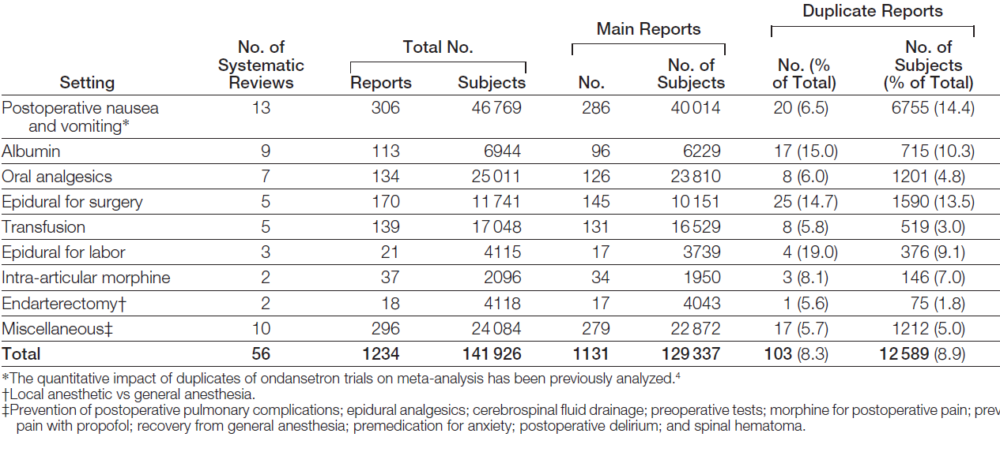 Duplicate Reports
Main Reports
No. of Systematic Reviews
Total No.
No. of Subjects
No. (% of Total)
No. of Subjects (% of Total)
Setting Reports Subjects No.
Postoperative nausea and vomiting* 13 306 46 769 286 40 014 20 (6.5) 6755 (14.4)
Albumin 9 113 6944 96 6229 17 (15.0) 715 (10.3)
Oral analgesics 7 134 25 011 126 23 810 8 (6.0) 1201 (4.8)
Epidural for surgery 5 170 11 741 145 10 151 25 (14.7) 1590 (13.5)
Transfusion 5 139 17 048 131 16 529 8 (5.8) 519 (3.0)
Epidural for labor 3 21 4115 17 3739 4 (19.0) 376 (9.1)
Intra-articular morphine 2 37 2096 34 1950 3 (8.1) 146 (7.0)
Endarterectomy† 2 18 4118 17 4043 1 (5.6) 75 (1.8)
Miscellaneous‡ 10 296 24 084 279 22 872 17 (5.7) 1212 (5.0)
Total 56 1234 141 926 1131 129 337 103 (8.3) 12 589 (8.9)
*The quantitative impact of duplicates of ondansetron trials on meta-analysis has been previously analyzed.4
†Local anesthetic vs general anesthesia.
‡Prevention of postoperative pulmonary complications; epidural analgesics; cerebrospinal fluid drainage; preoperative tests; morphine for postoperative pain;
pain with propofol; recovery from general anesthesia; premedication for anxiety; postoperative delirium; and spinal hematoma.